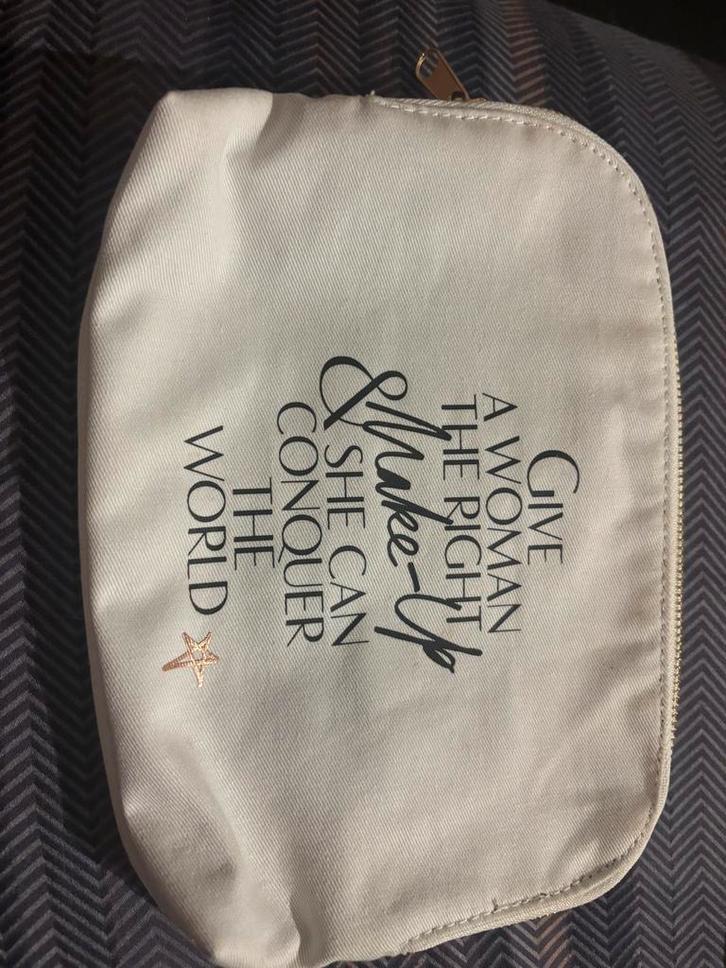 GIVE
A WOMAN
THE RIGHT
Make-Up
& SHE CAN
CONQUER
THE
WORLD